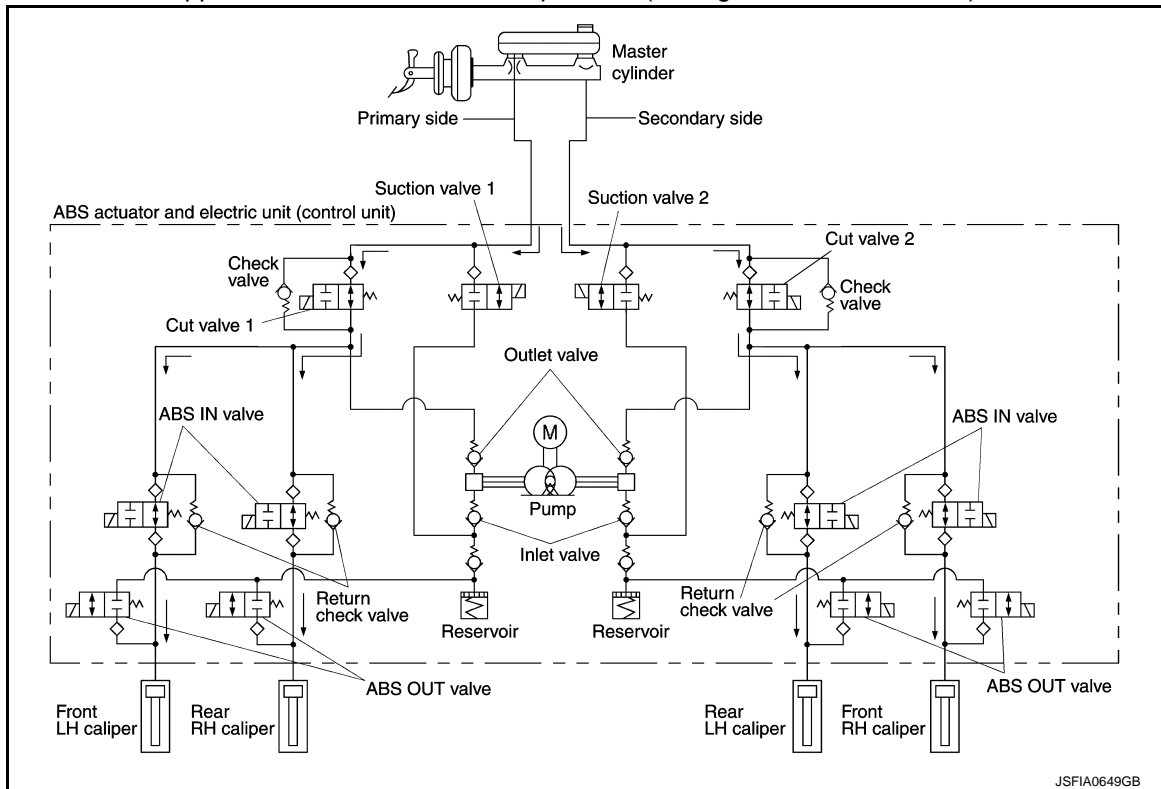 Master
cylinder
Primary side
Secondary side
Suction valve 1
Suction valve 2
ABS actuator and electric unit (control unit)
Cut valve 2
Check
valve
Check
valve
Cut valve 1
Outlet valve
ABS IN valve
ABS IN valve
M
Pump
Inlet valve
Return
check valve
Return
check valve
Reservoir
Reservoir
ABS OUT valve
ABS OUT valve
Front
LH caliper
Rear
RH caliper
Rear
LH caliper
Front
RH caliper
JSFIA0649GB